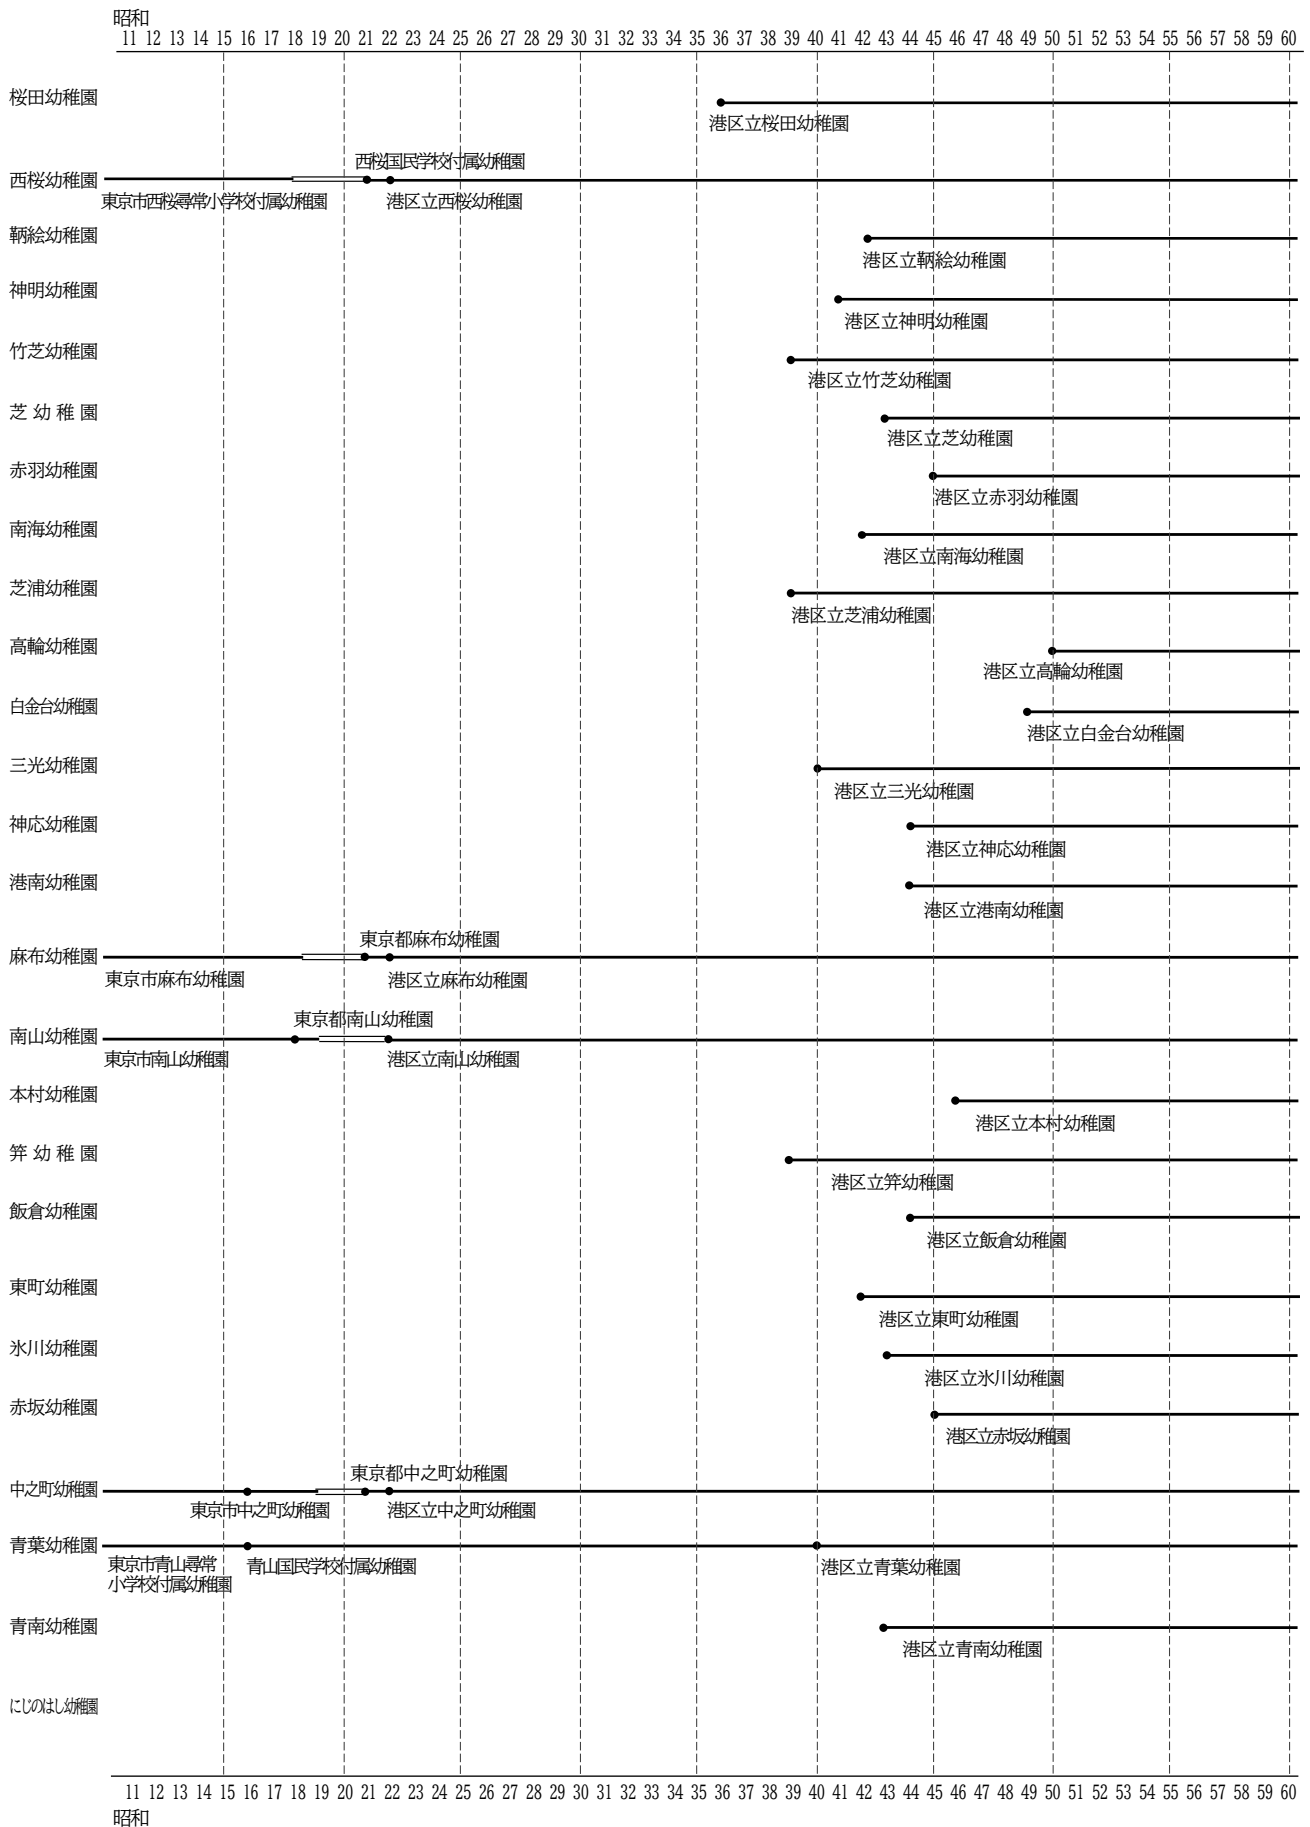 昭和
11 12 13 14 15 16 17 18 19 20 21 22 23 24 25 26 27 28 29 30 31 32 33 34 35 36 37 38 39 40 41 42 43 44 45 46 47 48 49 50 51 52 53 54 55 56 57 58 59 60
桜田幼稚園
港区立桜田幼稚園
西桜国民学校付属幼稚園
西桜幼稚園
東京市西桜尋常小学校付属幼稚園 港区立西桜幼稚園
鞆絵幼稚園
港区立鞆絵幼稚園
神明幼稚園
港区立神明幼稚園
竹芝幼稚園
港区立竹芝幼稚園
芝幼稚園
港区立芝幼稚園
赤羽幼稚園
港区立赤羽幼稚園
南海幼稚園
港区立南海幼稚園
芝浦幼稚園
港区立芝浦幼稚園
高輪幼稚園
港区立高輪幼稚園
白金台幼稚園
港区立白金台幼稚園
三光幼稚園
港区立三光幼稚園
神応幼稚園
港区立神応幼稚園
港南幼稚園
港区立港南幼稚園
東京都麻布幼稚園
麻布幼稚園
東京市麻布幼稚園 港区立麻布幼稚園
東京都南山幼稚園
南山幼稚園
東京市南山幼稚園 港区立南山幼稚園
本村幼稚園
港区立本村幼稚園
笄幼稚園
港区立笄幼稚園
飯倉幼稚園
港区立飯倉幼稚園
東町幼稚園
港区立東町幼稚園
氷川幼稚園
港区立氷川幼稚園
赤坂幼稚園
港区立赤坂幼稚園
東京都中之町幼稚園
中之町幼稚園
東京市中之町幼稚園 港区立中之町幼稚園
青葉幼稚園
東京市青山尋常
小学校付属幼稚園 青山国民学校付属幼稚園 港区立青葉幼稚園
青南幼稚園
港区立青南幼稚園
にじのはし幼稚園
11 12 13 14 15 16 17 18 19 20 21 22 23 24 25 26 27 28 29 30 31 32 33 34 35 36 37 38 39 40 41 42 43 44 45 46 47 48 49 50 51 52 53 54 55 56 57 58 59 60
昭和